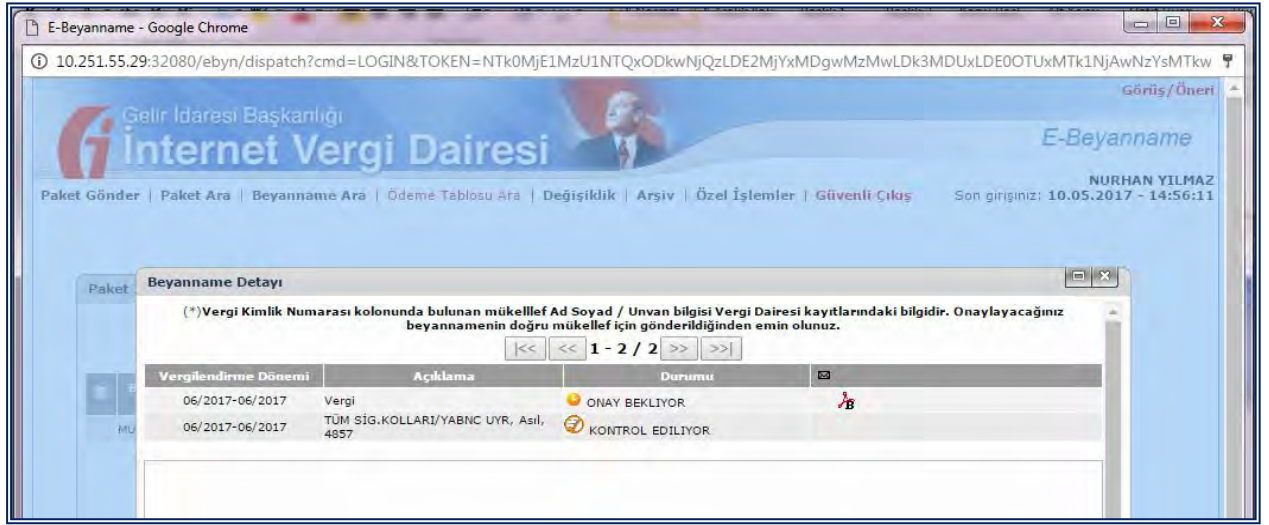 E-Beyanname - Google Chrome
10.251.55.29:32080/ebyn/dispatch?cmd=LOGIN&TOKEN=NTk0MjE1MzU1NTQxODkwNjQzLDE2MjYxMDgwMzMwLDk3MDUxLDE0OTUxMTk1NjAwNzYsMTkw
Görüş/Öneri
Gelir İdaresi Başkanlığı
İnternet Vergi Dairesi
E-Beyanname
NURHAN YILMAZ
Paket Gönder | Paket Ara | Beyanname Ara | Ödeme Tablosu Ara | Değişiklik | Arşiv | Özel İşlemler | Güvenli Çıkış Son girişiniz: 10.05.2017 - 14:56:11
Paket
Beyanname Detayı
(*)Vergi Kimlik Numarası kolonunda bulunan mükelllef Ad Soyad / Unvan bilgisi Vergi Dairesi kayıtlarındaki bilgidir. Onaylayacağınız
beyannamenin doğru mükellef için gönderildiğinden emin olunuz.
|<< << 1 - 2 / 2 >> >>|
Vergilendirme Dönemi Açıklama Durumu
06/2017-06/2017 Vergi ONAY BEKLIYOR
06/2017-06/2017 TÜM SİG.KOLLARI/YABNC UYR, Asıl, KONTROL EDILIYOR
4857
MU